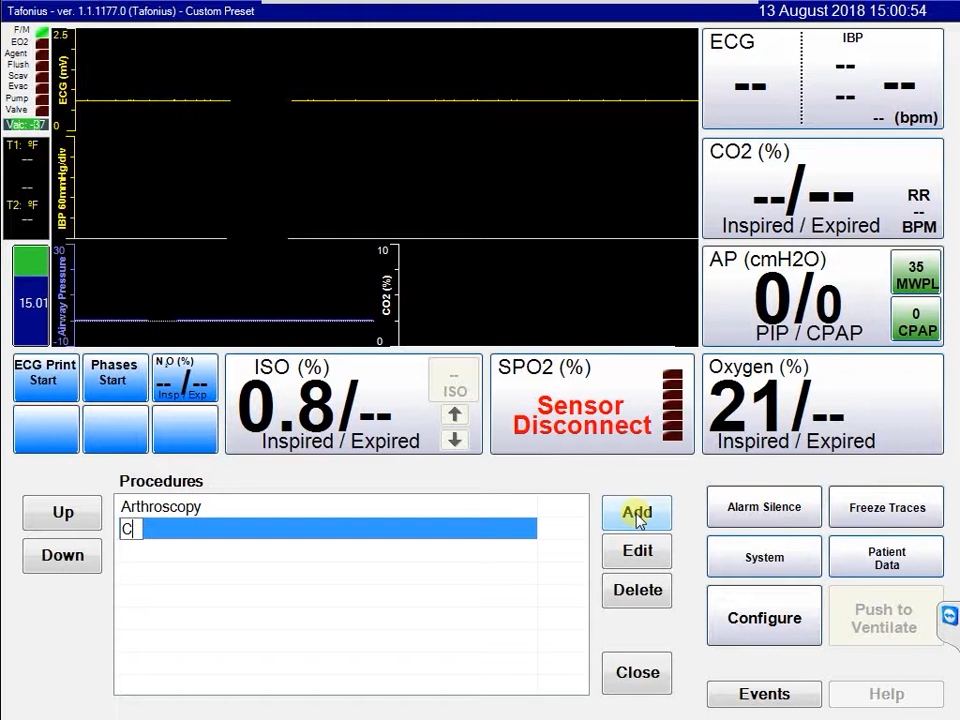 Tafonius - ver. 1.1.1177.0 (Tafonius) - Custom Preset
13 August 2018 15:00:54
F/M
EO2
Agent
Flush
Scav
Evac
Pump
Valve
Vac: -37
T1: ºF
--
--
T2: ºF
--
15.01
2.5
ECG (mV)
0
IBP 60mmHg/div
30
Airway Pressure
-10
10
CO2 (%)
0
ECG
--
IBP
--
--
--
-- (bpm)
CO2 (%)
--/--
Inspired / Expired
RR
--
BPM
AP (cmH2O)
0/0
PIP / CPAP
35
MWPL
0
CPAP
ECG Print
Start
Phases
Start
N2O (%)
--/--
Insp / Exp
ISO (%)
0.8/--
Inspired / Expired
--
ISO
SPO2 (%)
Sensor
Disconnect
Oxygen (%)
21/--
Inspired / Expired
Procedures
Arthroscopy
C
Up
Down
Add
Edit
Delete
Close
Alarm Silence
Freeze Traces
System
Patient
Data
Configure
Push to
Ventilate
Events
Help